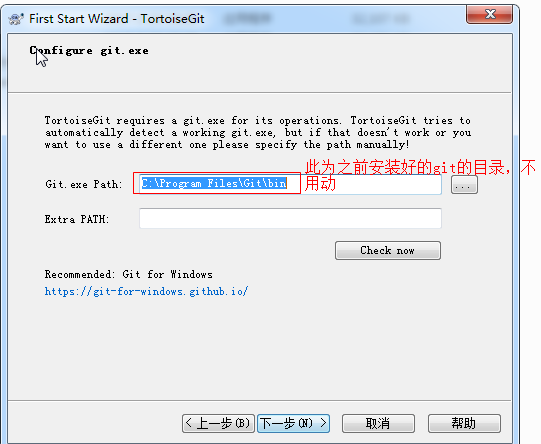 First Start Wizard - TortoiseGit
Configure git.exe
TortoiseGit requires a git.exe for its operations. TortoiseGit tries to
automatically detect a working git.exe, but if that doesn't work or you
want to use a different one please specify the path manually!
此为之前安装好的git的目录，不
用动
Git.exe Path:
C:\Program Files\Git\bin
...
Extra PATH:
Check now
Recommended: Git for Windows
https://git-for-windows.github.io/
< 上一步(B)
下一步(N) >
取消
帮助